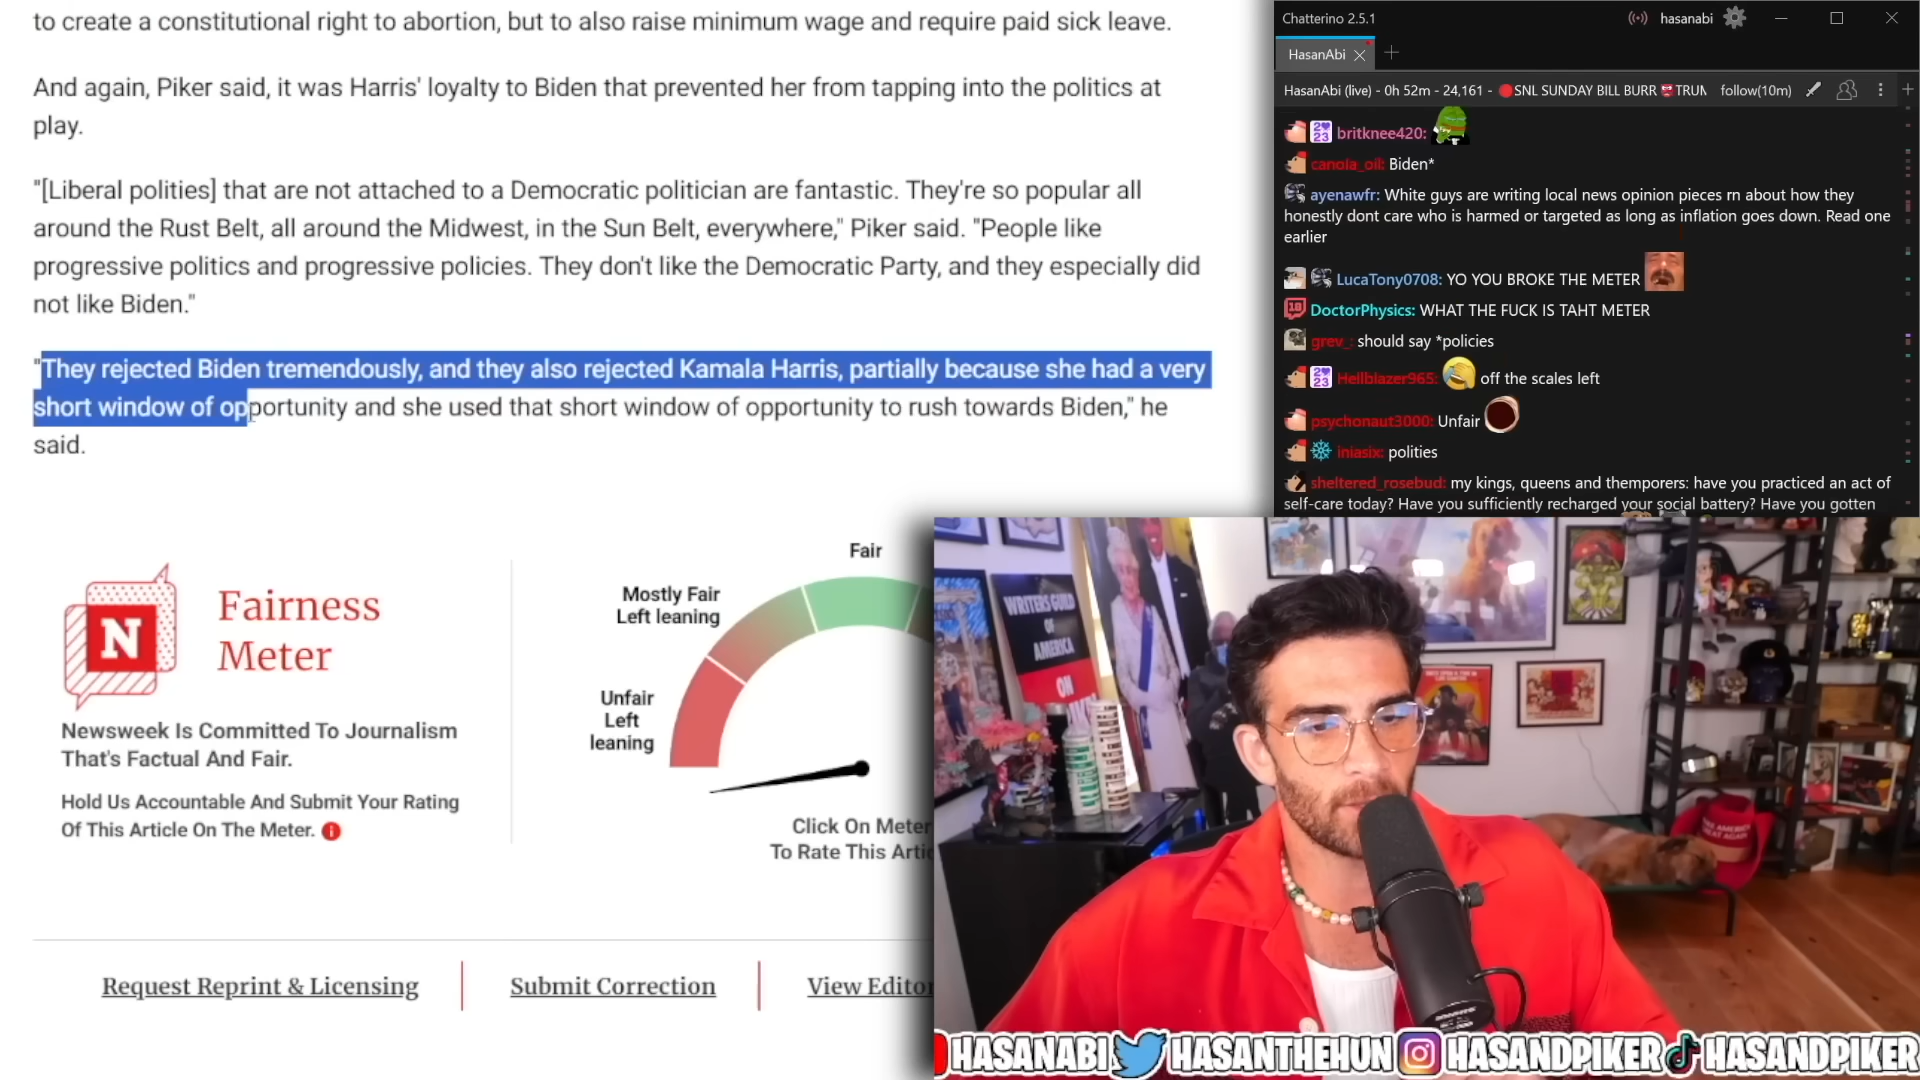 to create a constitutional right to abortion, but to also raise minimum wage and require paid sick leave.
And again, Piker said, it was Harris' loyalty to Biden that prevented her from tapping into the politics at
play.
"[Liberal polities] that are not attached to a Democratic politician are fantastic. They're so popular all
around the Rust Belt, all around the Midwest, in the Sun Belt, everywhere," Piker said. "People like
progressive politics and progressive policies. They don't like the Democratic Party, and they especially did
not like Biden."
"They rejected Biden tremendously, and they also rejected Kamala Harris, partially because she had a very
short window of opportunity and she used that short window of opportunity to rush towards Biden," he
said.
N
Fairness
Meter
Newsweek Is Committed To Journalism
That's Factual And Fair.
Hold Us Accountable And Submit Your Rating
Of This Article On The Meter.
Fair
Mostly Fair
Left leaning
Unfair
Left
leaning
Click On Meter
To Rate This
Request Reprint & Licensing
Submit Correction
View
Chatterino 2.5.1
hasanabi
HasanAbi
HasanAbi (live) - 0h 52m - 24,161 - 🔴SNL SUNDAY BILL BURR
follow(10m)
britknee420:
canola_oil: Biden*
ayenawfr: White guys are writing local news opinion pieces rn about how they
honestly dont care who is harmed or targeted as long as inflation goes down. Read one
earlier
LucaTony0708: YO YOU BROKE THE METER
18 DoctorPhysics: WHAT THE FUCK IS TAHT METER
grev_: should say *policies
Hellblazer965: off the scales left
psychonaut3000: Unfair
iniasix: polities
sheltered_rosebud: my kings, queens and themporers: have you practiced an act of
self-care today? Have you sufficiently recharged your social battery? Have you gotten
WRITERS GUILD
OF
AMERICA
ON
HASANABI
HASANTHEHUN
HASANDPIKER
HASANDPIKER